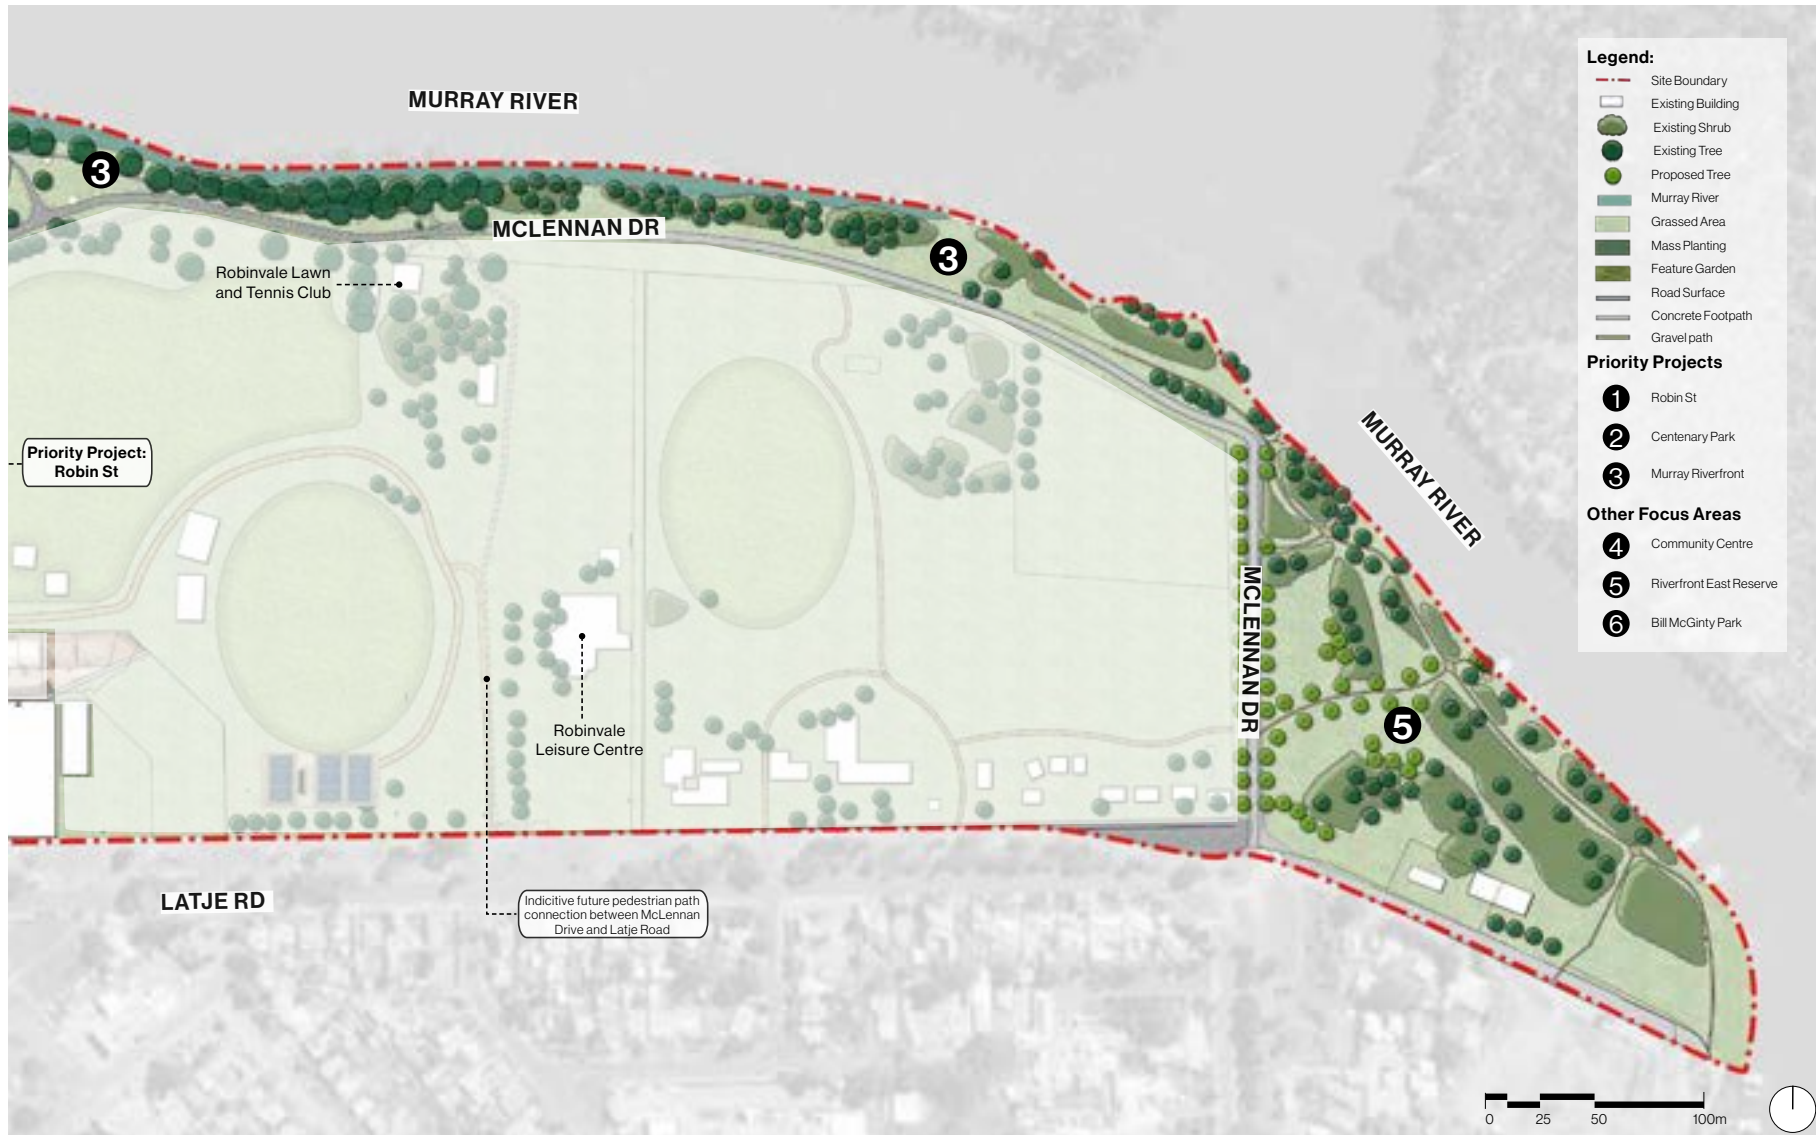 MURRAY RIVER
3
MCLENNAN DR
3
Robinvale Lawn
and Tennis Club
Priority Project:
Robin St
MURRAY RIVER
MCLENNAN DR
5
Robinvale
Leisure Centre
LATJE RD
Indicitive future pedestrian path
connection between McLennan
Drive and Latje Road
Legend:
Site Boundary
Existing Building
Existing Shrub
Existing Tree
Proposed Tree
Murray River
Grassed Area
Mass Planting
Feature Garden
Road Surface
Concrete Footpath
Gravel path
Priority Projects
1 Robin St
2 Centenary Park
3 Murray Riverfront
Other Focus Areas
4 Community Centre
5 Riverfront East Reserve
6 Bill McGinty Park
0 25 50 100m